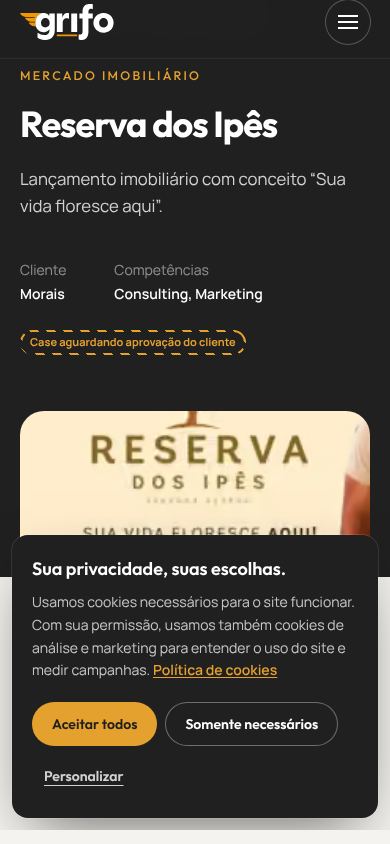 grifo
MERCADO IMOBILIÁRIO
Reserva dos Ipês
Lançamento imobiliário com conceito “Sua
vida floresce aqui”.
Cliente
Competências
Morais
Consulting, Marketing
Case aguardando aprovação do cliente
RESERVA
DOS IPÊS
SUA VIDA FLORESCE AQUI!
Sua privacidade, suas escolhas.
Usamos cookies necessários para o site funcionar.
Com sua permissão, usamos também cookies de
análise e marketing para entender o uso do site e
medir campanhas. Política de cookies
Aceitar todos
Somente necessários
Personalizar